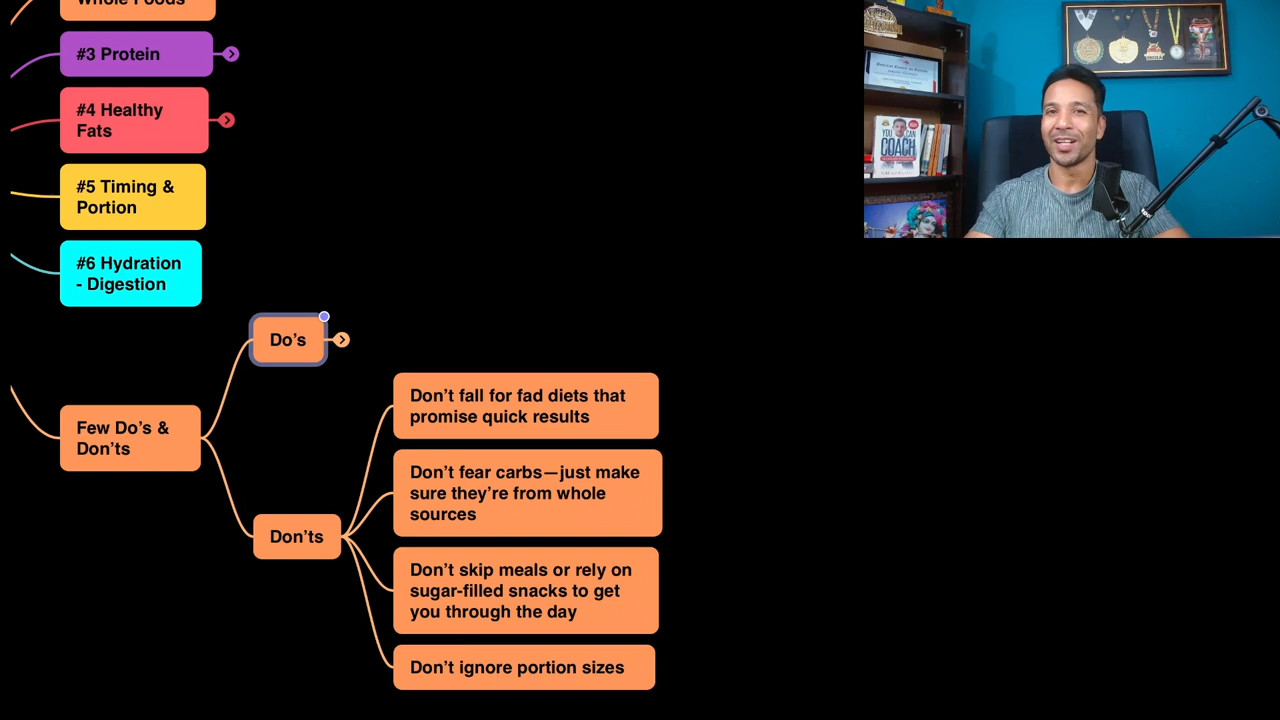 Whole Foods
#3 Protein
#4 Healthy
Fats
#5 Timing &
Portion
#6 Hydration
- Digestion
Do’s
Few Do’s &
Don’ts
Don’ts
Don’t fall for fad diets that
promise quick results
Don’t fear carbs—just make
sure they’re from whole
sources
Don’t skip meals or rely on
sugar-filled snacks to get
you through the day
Don’t ignore portion sizes
YOU CAN
COACH